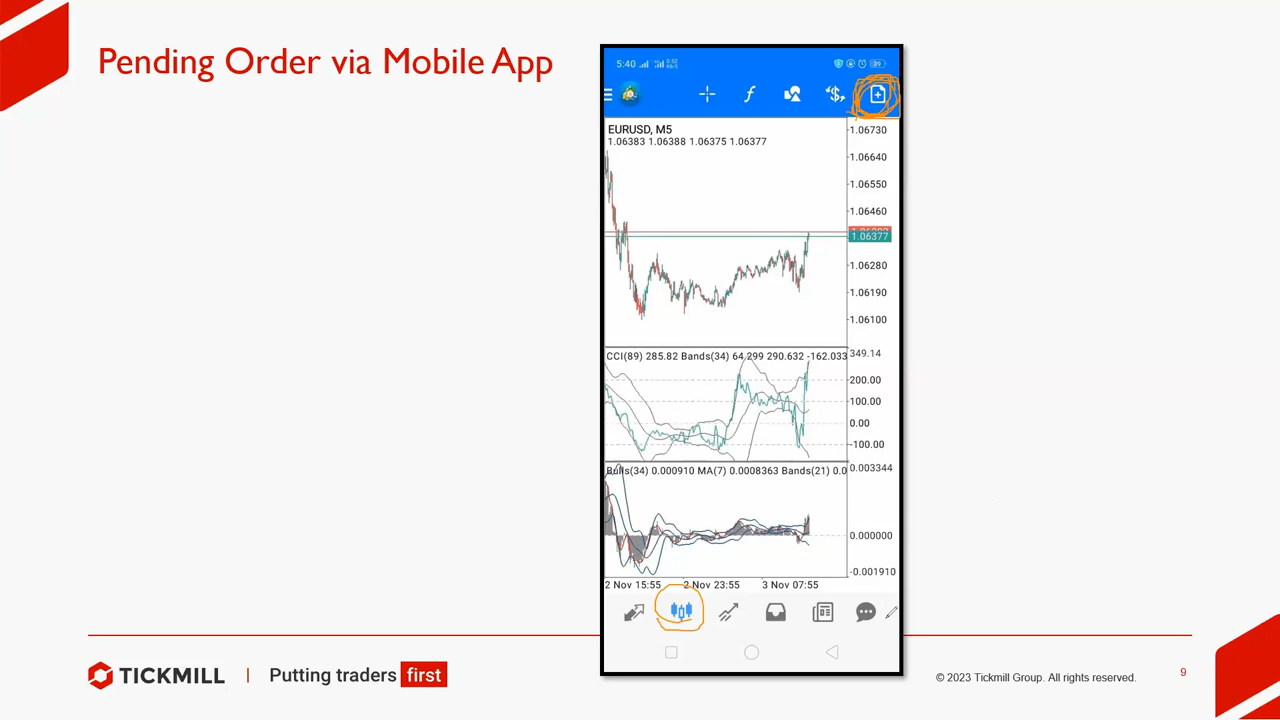 Pending Order via Mobile App
5:40
EURUSD, M5
1.06383 1.06388 1.06375 1.06377
1.06730
1.06640
1.06550
1.06460
1.06377
1.06280
1.06190
1.06100
CCI(89) 285.82 Bands(34) 64.299 290.632 -162.033
349.14
200.00
100.00
0.00
-100.00
Bulls(34) 0.000910 MA(7) 0.0008363 Bands(21) 0.0
0.003344
0.000000
-0.001910
2 Nov 15:55 2 Nov 23:55 3 Nov 07:55
TICKMILL | Putting traders first
© 2023 Tickmill Group. All rights reserved. 9